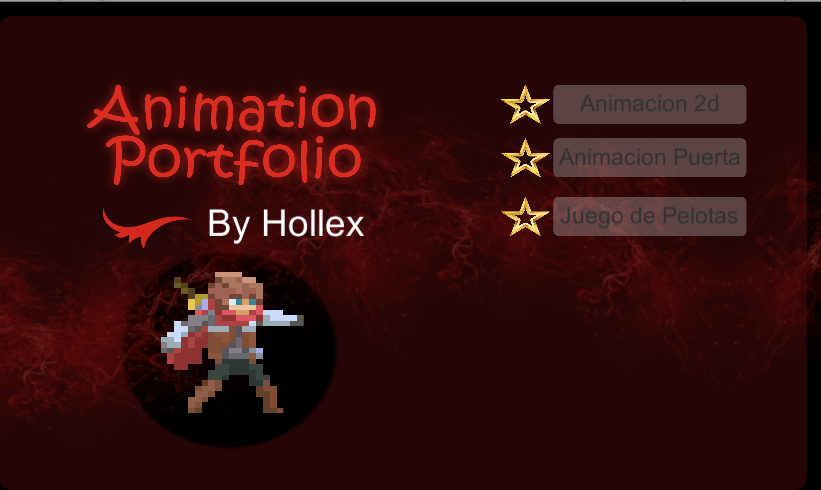 Animation
Portfolio
By Hollex
Animacion 2d
Animacion Puerta
Juego de Pelotas